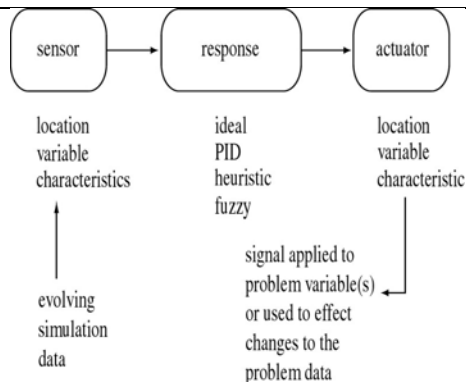 sensor
response
actuator
location
variable
characteristics
ideal
PID
heuristic
fuzzy
location
variable
characteristic
evolving
simulation
data
signal applied to
problem variable(s)
or used to effect
changes to the
problem data